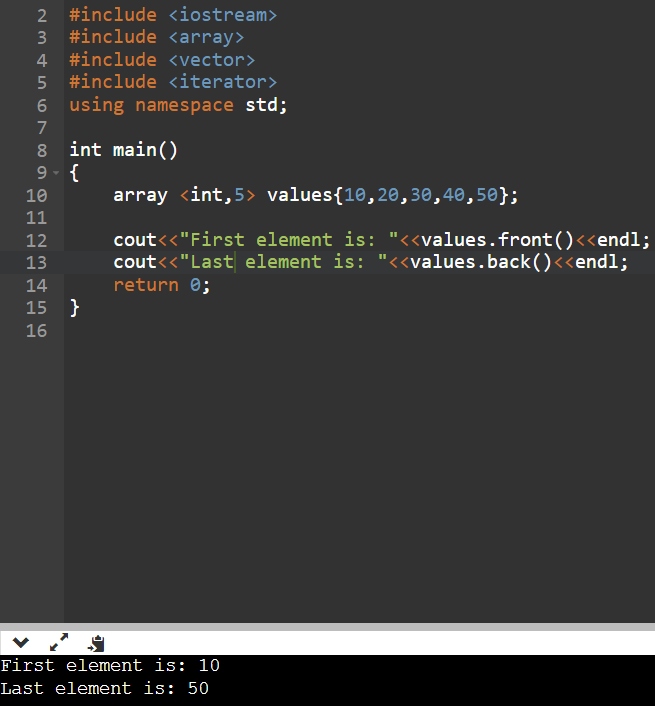 2 #include <iostream>
3 #include <array>
4 #include <vector>
5 #include <iterator>
6 using namespace std;
7
8 int main()
9 {
10 array <int,5> values{10,20,30,40,50};
11
12 cout<<"First element is: "<<values.front()<<endl;
13 cout<<"Last element is: "<<values.back()<<endl;
14 return 0;
15 }
16
First element is: 10
Last element is: 50